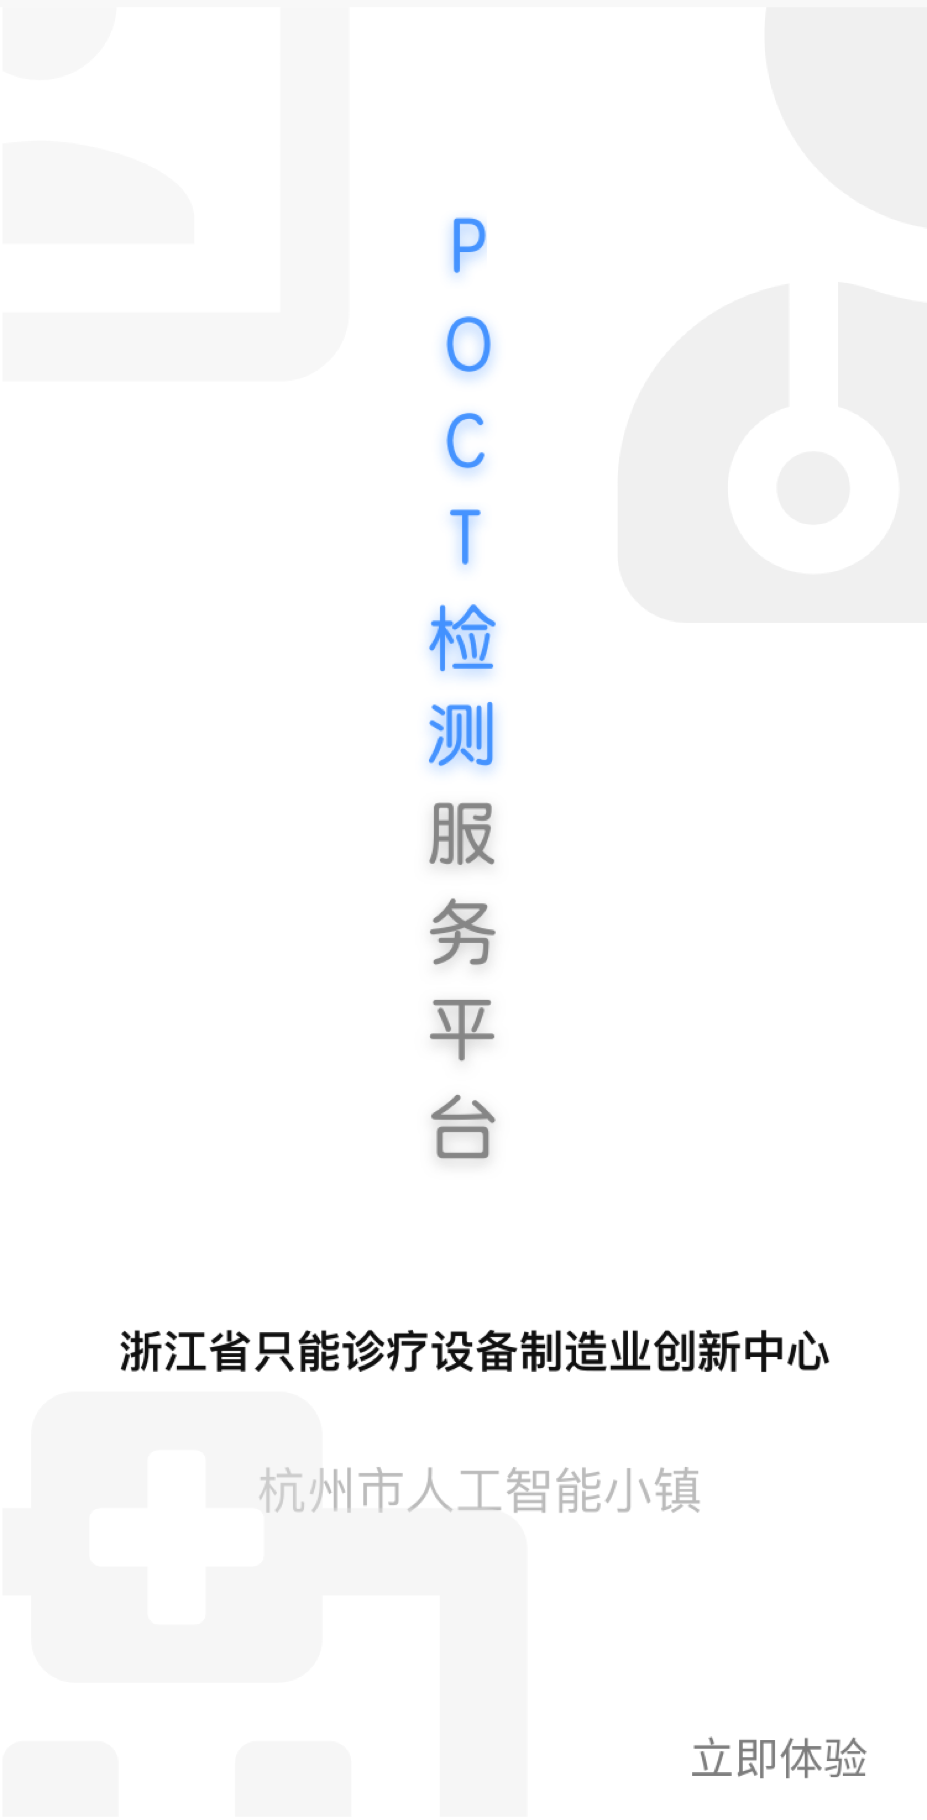 POCT检测服务平台
浙江省只能诊疗设备制造业创新中心
杭州市人工智能小镇
立即体验